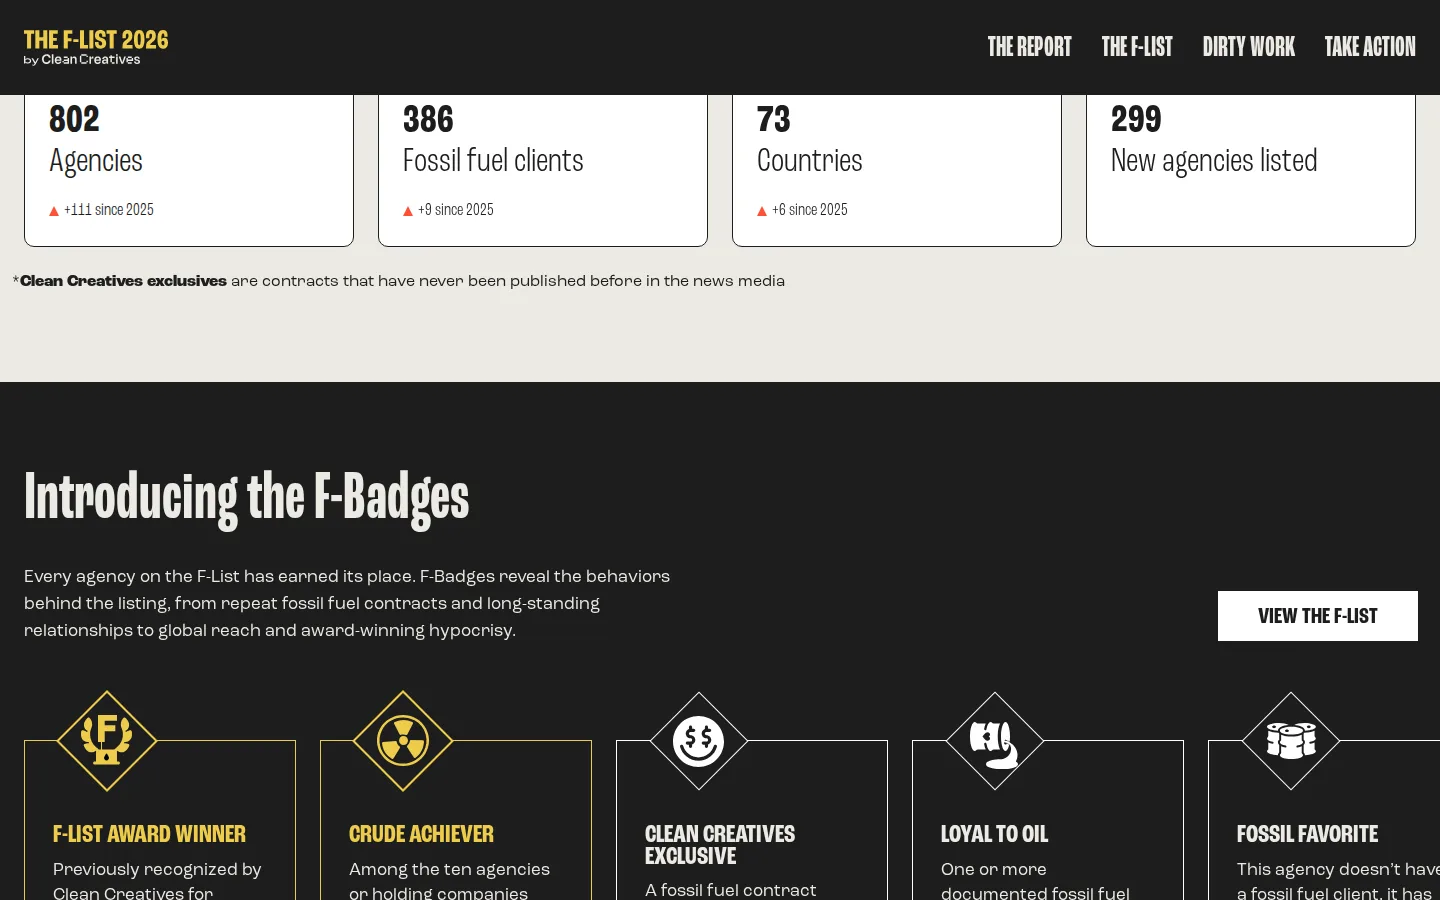 THE F-LIST 2026
by Clean Creatives
THE REPORT
THE F-LIST
DIRTY WORK
TAKE ACTION
802
Agencies
+111 since 2025
386
Fossil fuel clients
+9 since 2025
73
Countries
+6 since 2025
299
New agencies listed
*Clean Creatives exclusives are contracts that have never been published before in the news media
Introducing the F-Badges
Every agency on the F-List has earned its place. F-Badges reveal the behaviors
behind the listing, from repeat fossil fuel contracts and long-standing
relationships to global reach and award-winning hypocrisy.
VIEW THE F-LIST
F
F-LIST AWARD WINNER
Previously recognized by
Clean Creatives for
CRUDE ACHIEVER
Among the ten agencies
or holding companies
$ $
CLEAN CREATIVES
EXCLUSIVE
A fossil fuel contract
LOYAL TO OIL
One or more
documented fossil fuel
FOSSIL FAVORITE
This agency doesn't have
a fossil fuel client, it has